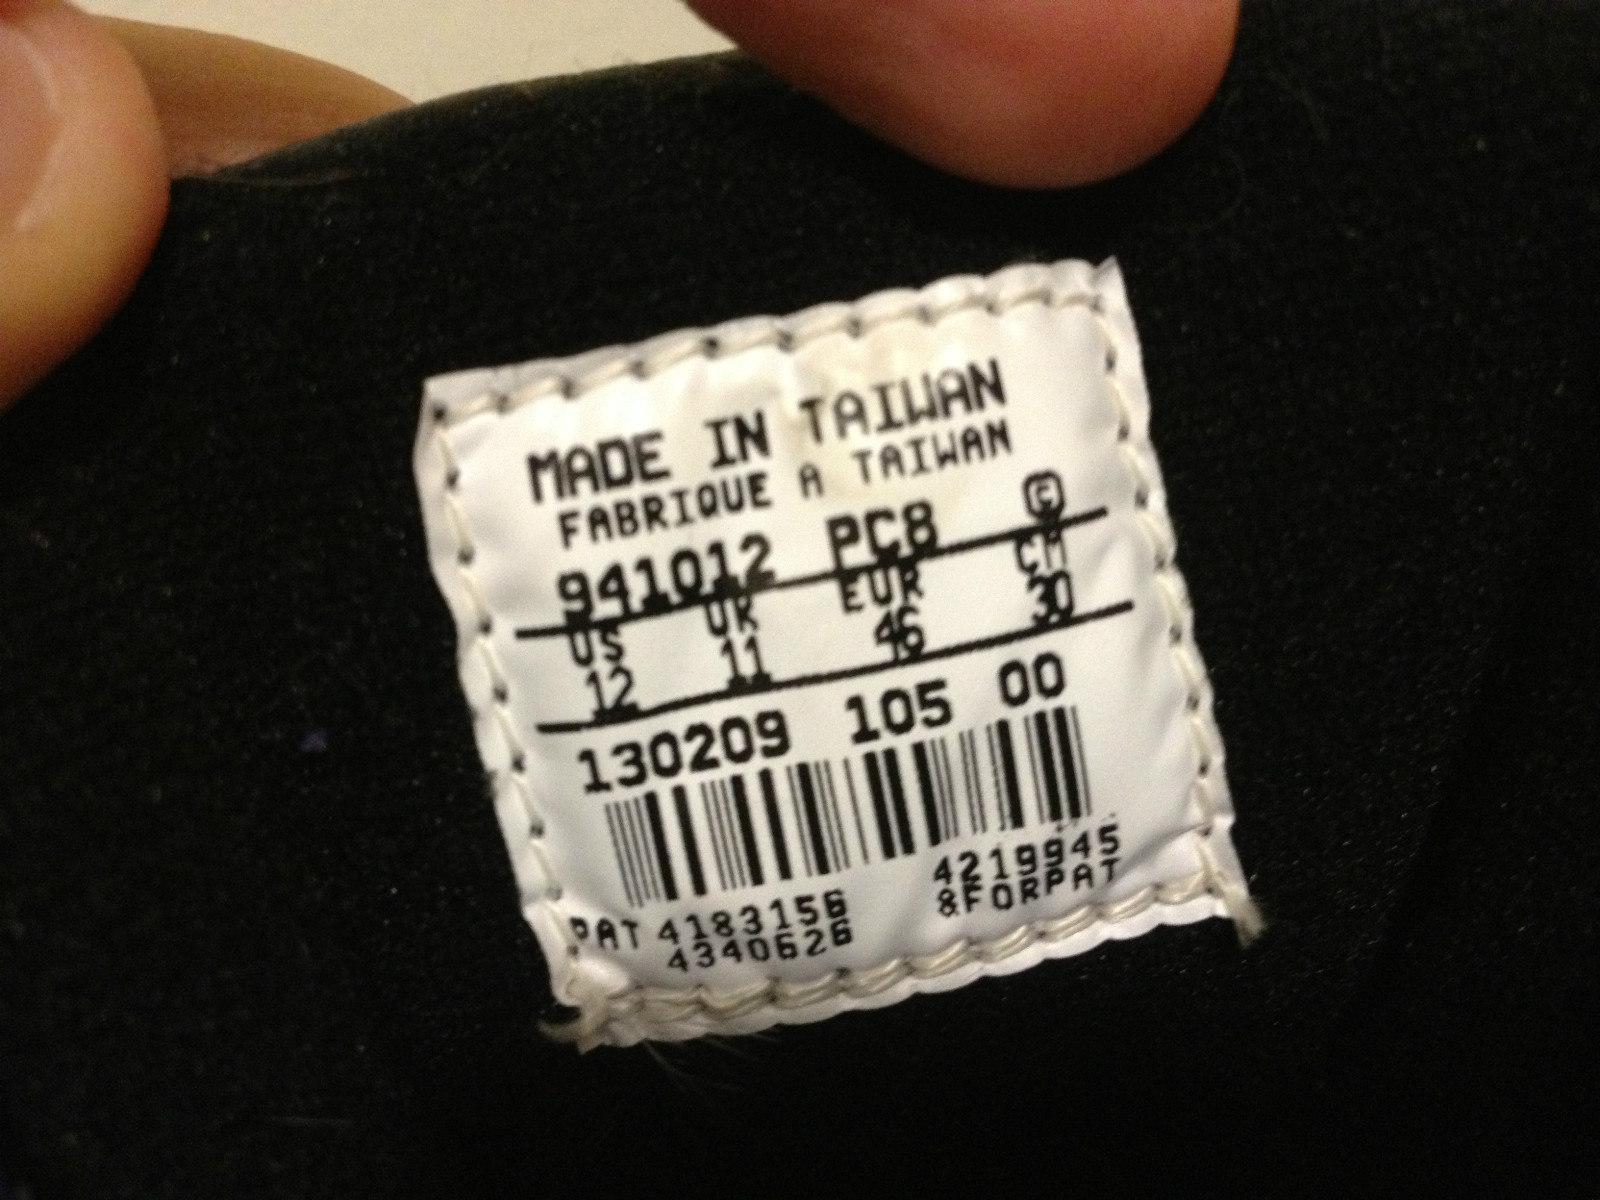 MADE IN TAIWAN
FABRIQUE A TAIWAN
941012 PC8 Ⓒ
US UK EUR CM
12 11 46 30
130209 105 00
PAT 4183156 4219945
4340626 &FORPAT